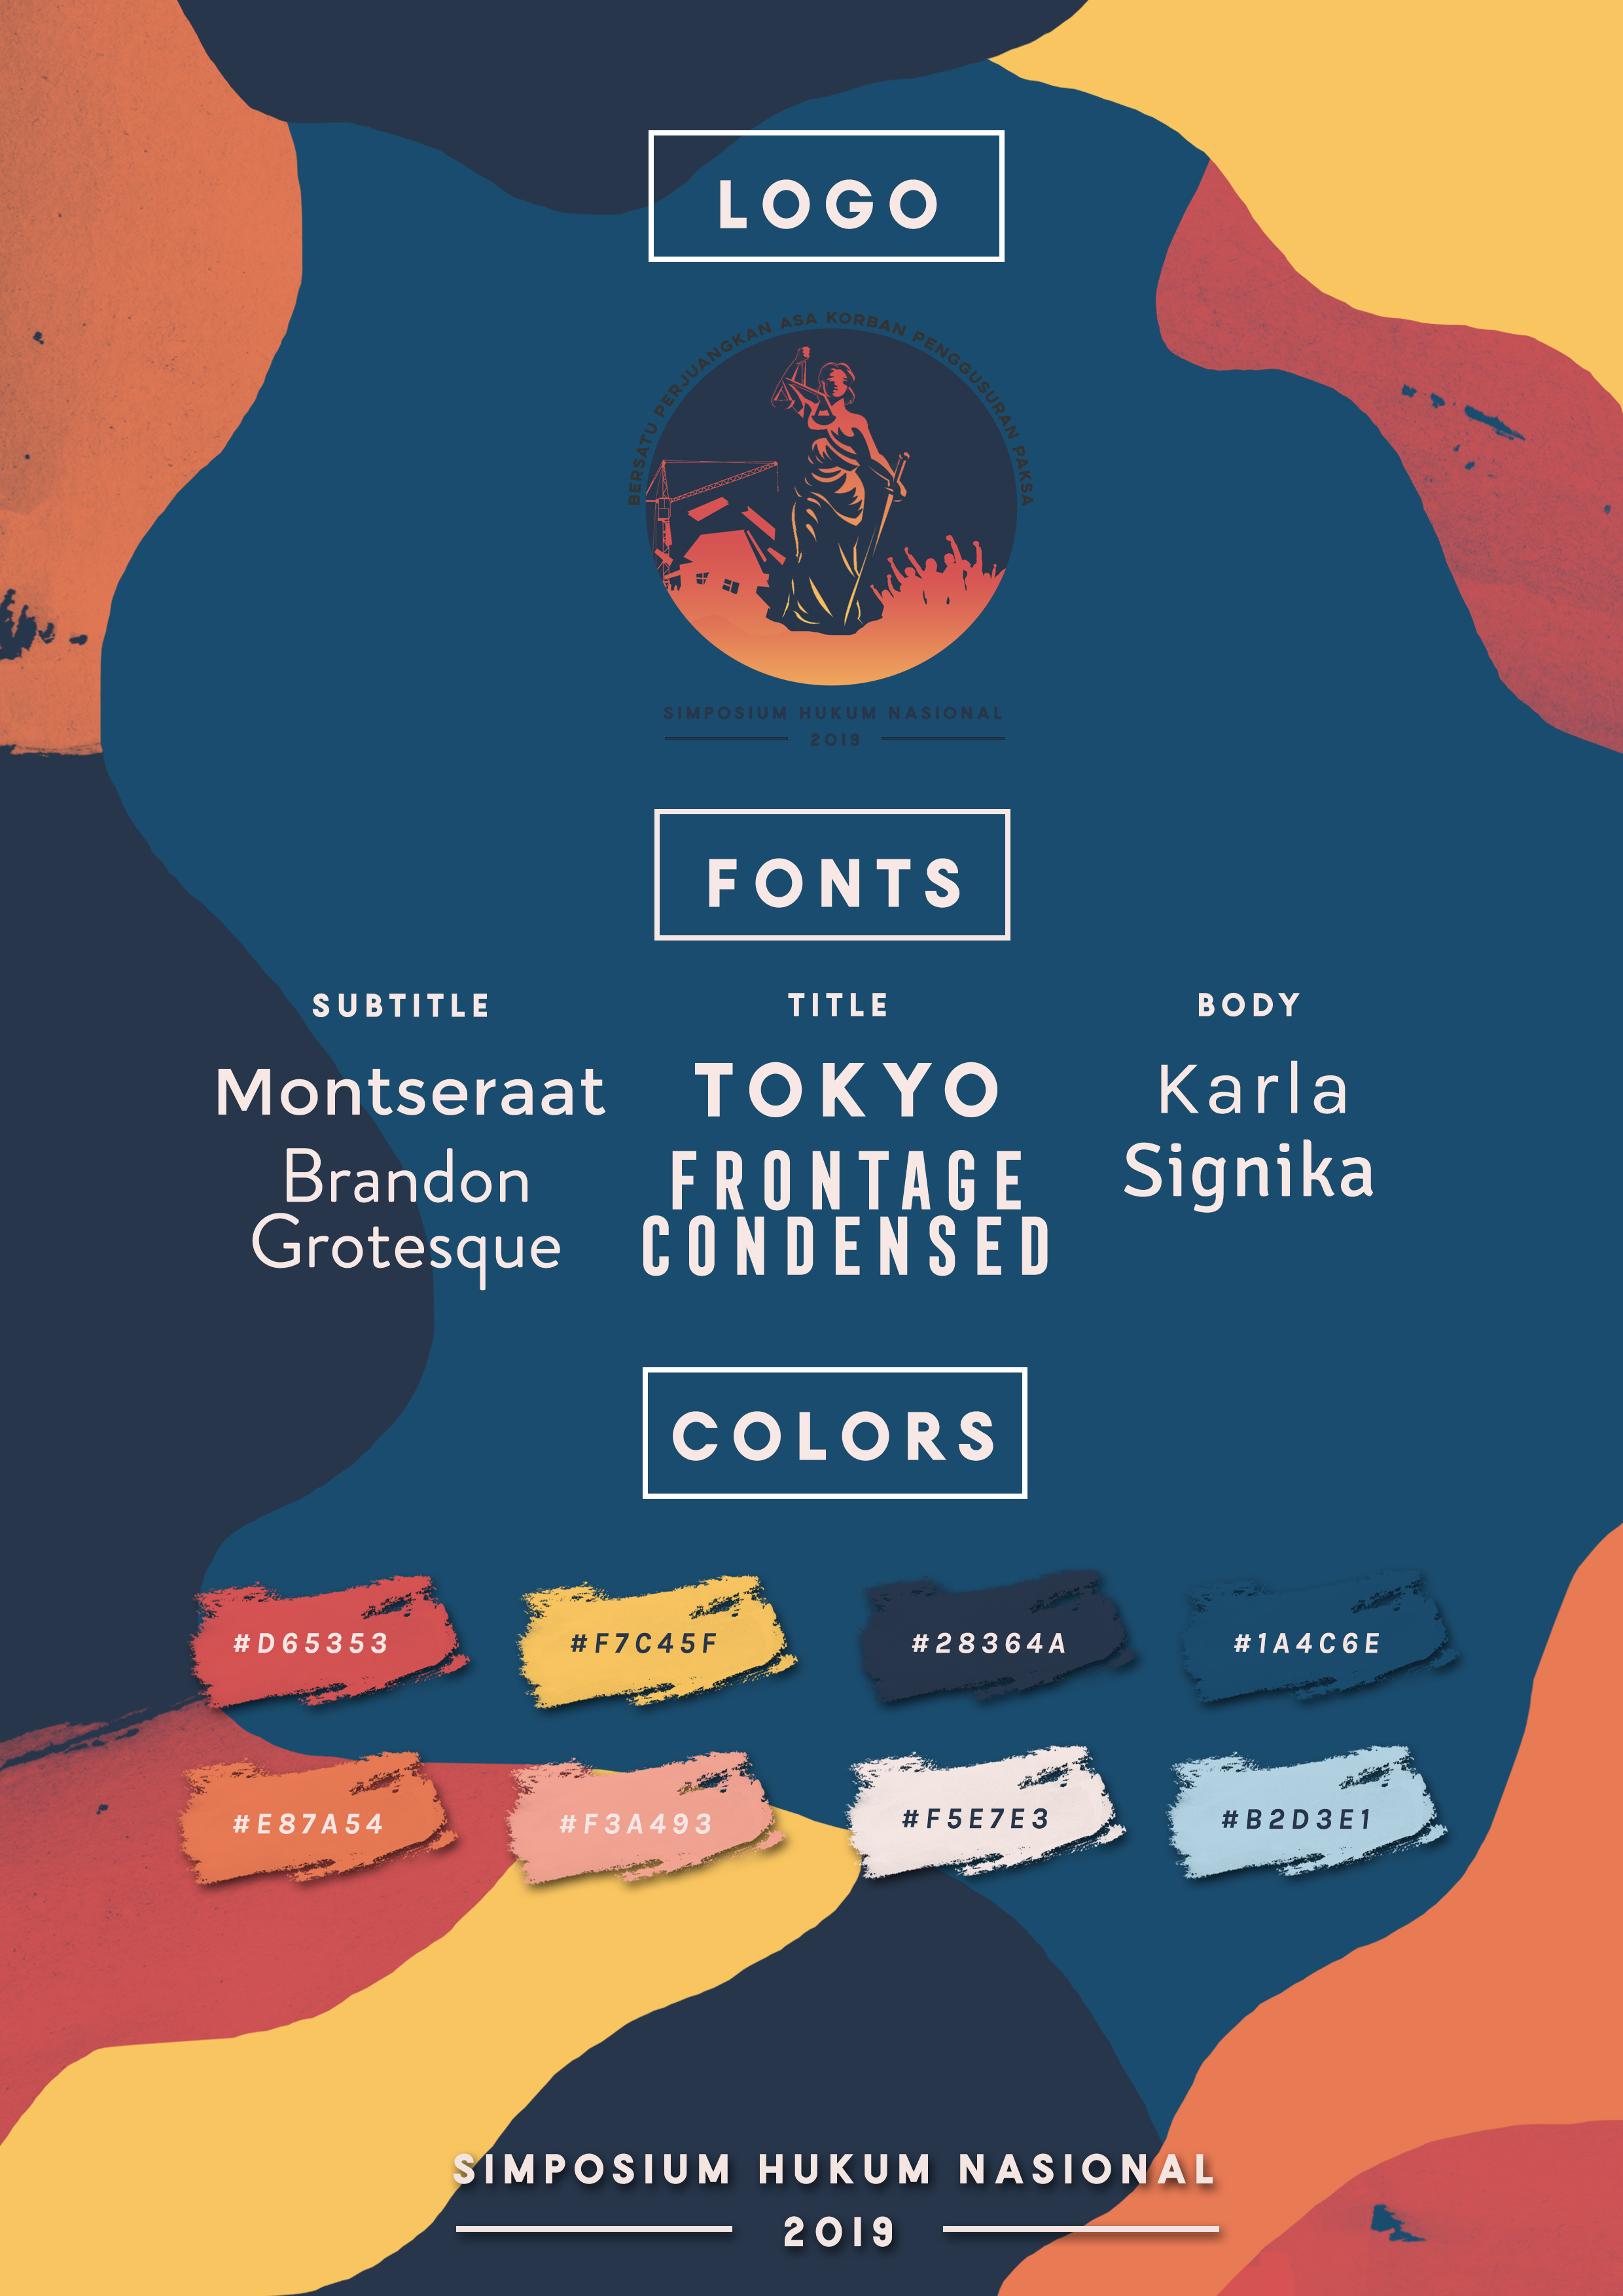 LOGO
BERSATU PERJUANGKAN ASA KORBAN PENGGUSURAN PAKSA
SIMPOSIUM HUKUM NASIONAL
2019
FONTS
SUBTITLE
Montseraat
Brandon
Grotesque
TITLE
TOKYO
FRONTAGE
CONDENSED
BODY
Karla
Signika
COLORS
#D65353
#F7C45F
#28364A
#1A4C6E
#E87A54
#F3A493
#F5E7E3
#B2D3E1
SIMPOSIUM HUKUM NASIONAL
2019